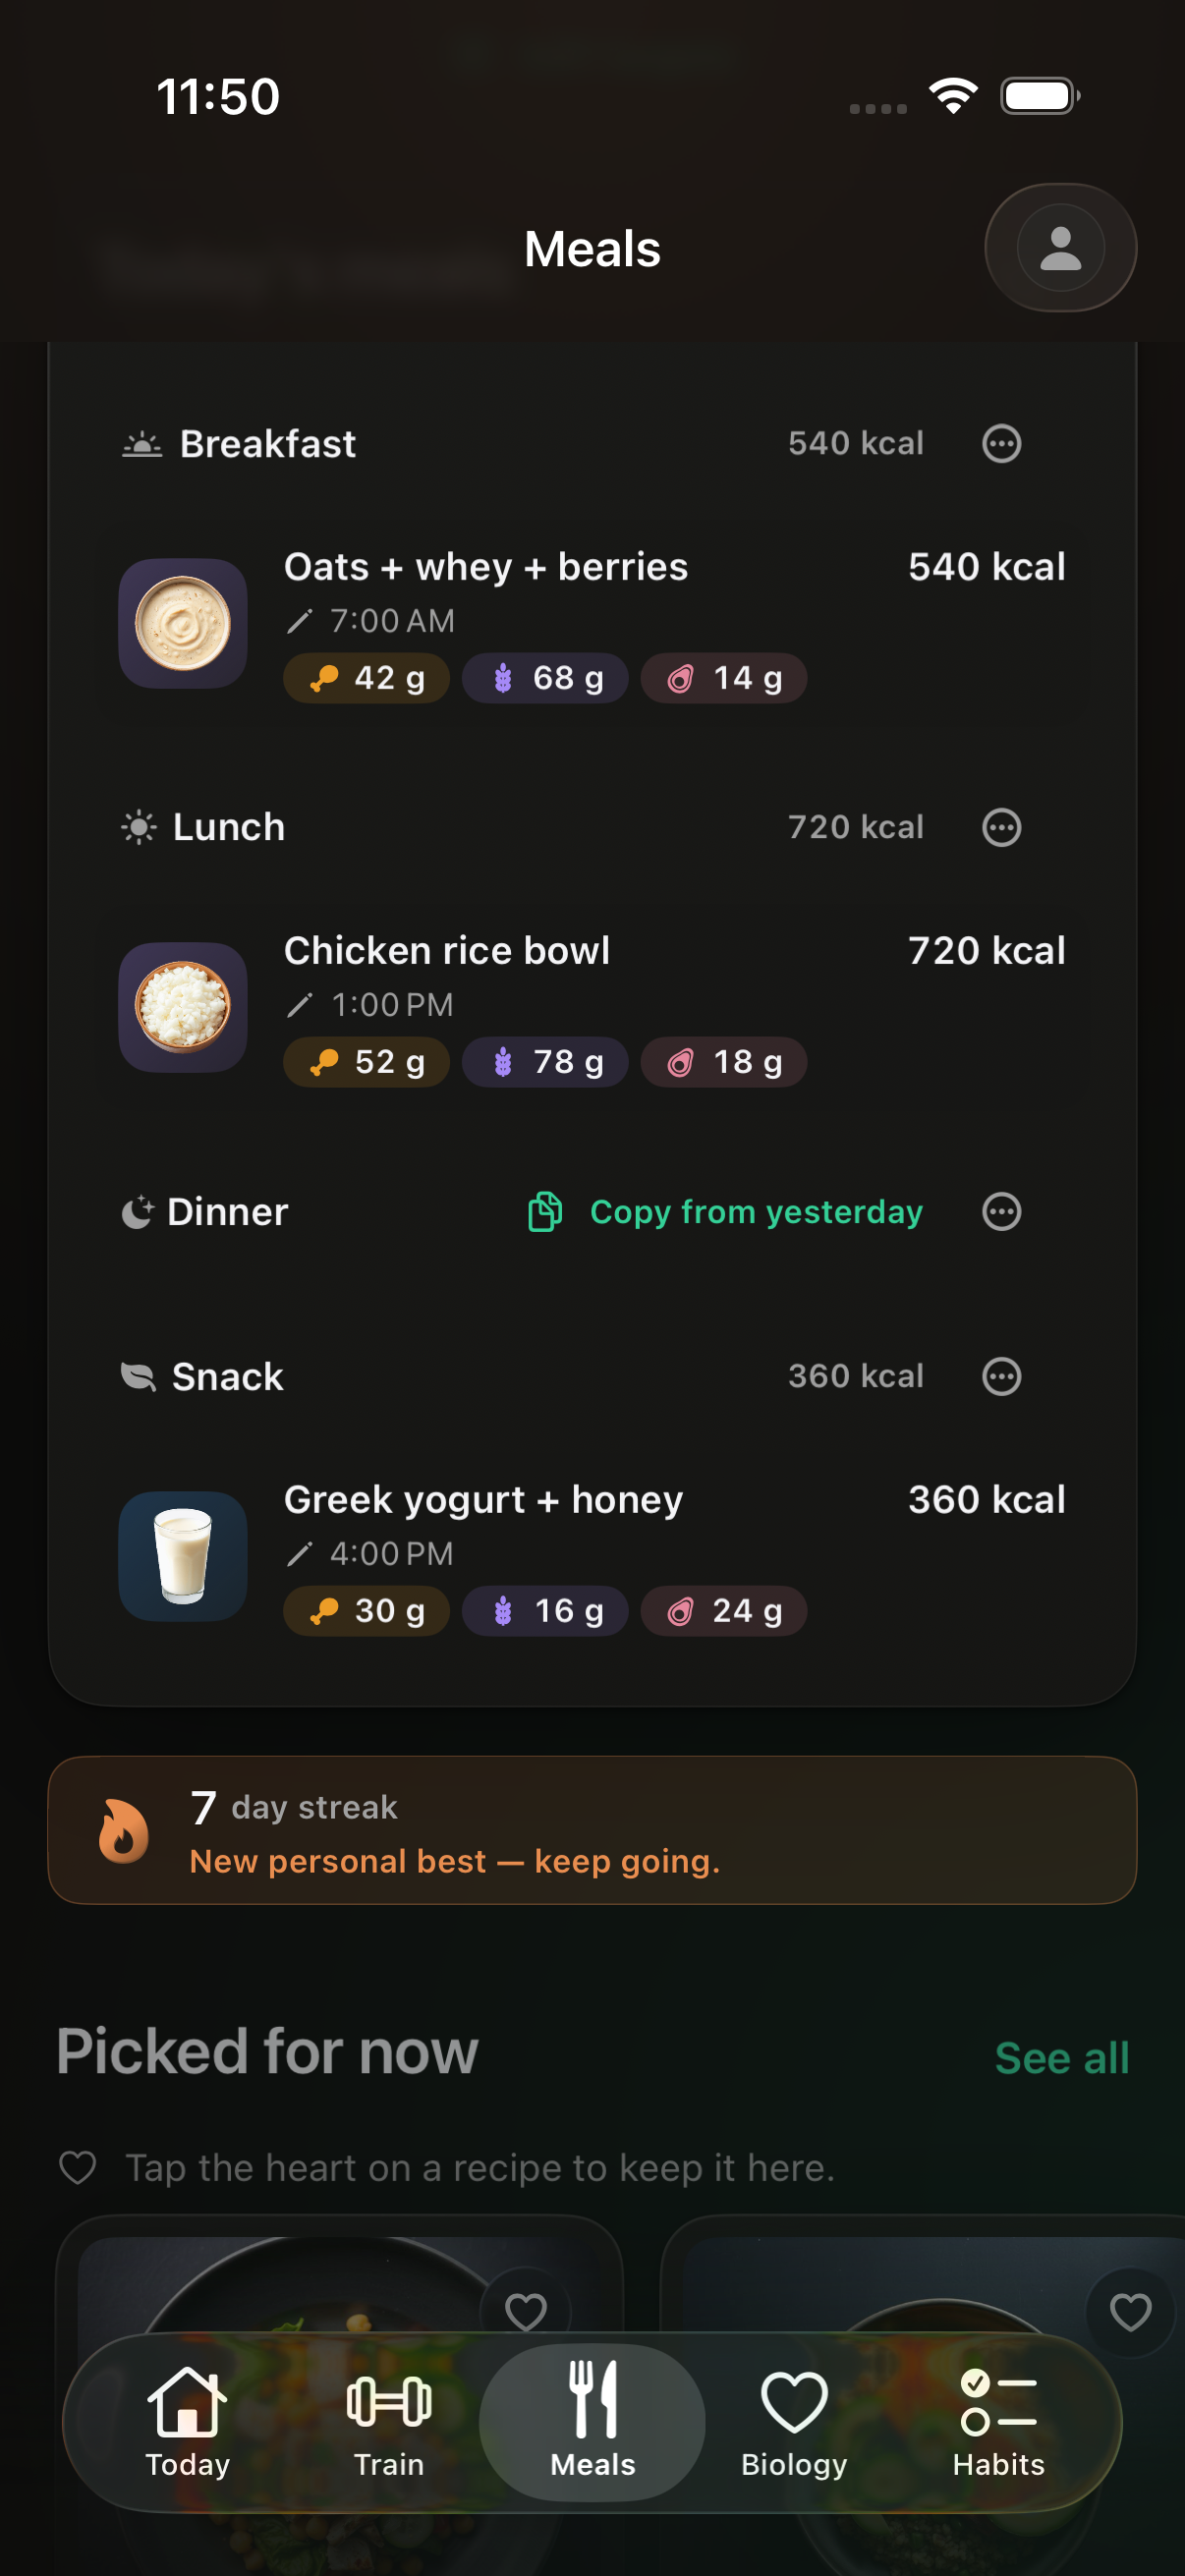 11:50
Meals
Breakfast 540 kcal
Oats + whey + berries 540 kcal
7:00 AM
42 g 68 g 14 g
Lunch 720 kcal
Chicken rice bowl 720 kcal
1:00 PM
52 g 78 g 18 g
Dinner Copy from yesterday
Snack 360 kcal
Greek yogurt + honey 360 kcal
4:00 PM
30 g 16 g 24 g
7 day streak
New personal best — keep going.
Picked for now See all
Tap the heart on a recipe to keep it here.
Today Train Meals Biology Habits